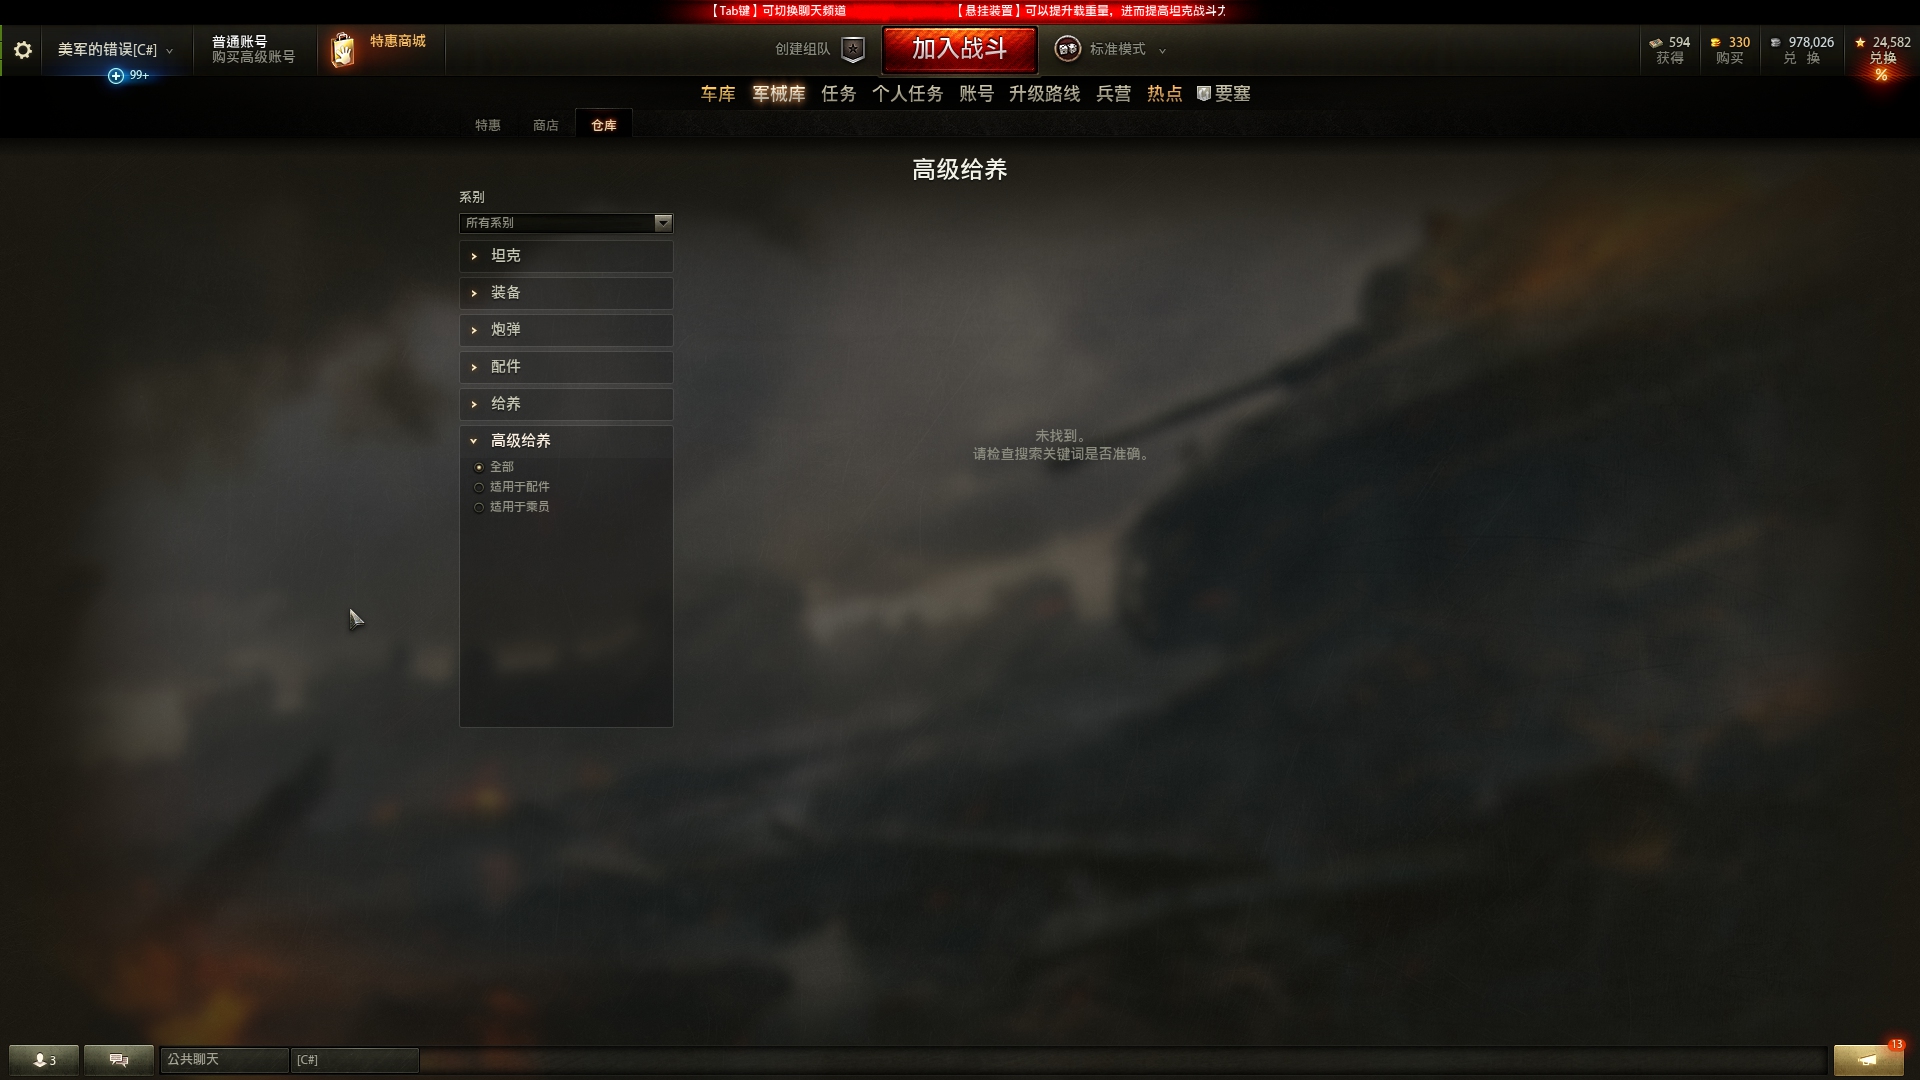 【Tab键】可切换聊天频道
【悬挂装置】可以提升载重量，进而提高坦克战斗力
美军的错误[C#]
99+
普通账号
购买高级账号
特惠商城
创建组队
加入战斗
标准模式
594
获得
330
购买
978,026
兑 换
24,582
兑换
%
车库 军械库 任务 个人任务 账号 升级路线 兵营 热点 要塞
特惠 商店 仓库
高级给养
系别
所有系别
坦克
装备
炮弹
配件
给养
高级给养
全部
适用于配件
适用于乘员
未找到。
请检查搜索关键词是否准确。
3
公共聊天
[C#]
13